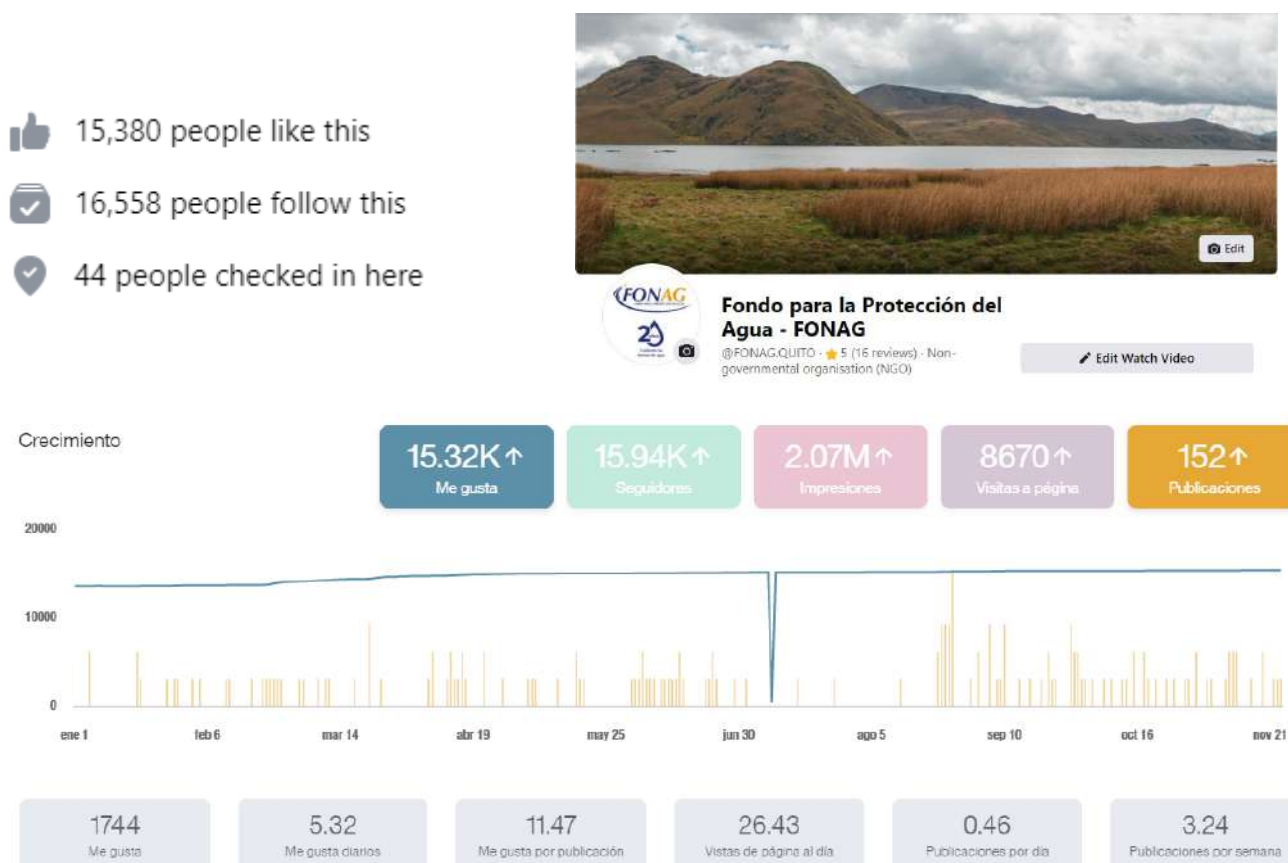 15,380 people like this
16,558 people follow this
44 people checked in here
Edit
FONAG
Fondo para la Protección del
Agua - FONAG
@FONAG.QUITO · 5 (16 reviews) · Non-
governmental organisation (NGO)
Edit Watch Video
Crecimiento
15.32K↑
Me gusta
15.94K↑
Seguidores
2.07M↑
Impresiones
8670↑
Visitas a página
152↑
Publicaciones
20000
10000
0
ene 1 feb 6 mar 14 abr 19 may 25 jun 30 ago 5 sep 10 oct 16 nov 21
1744
Me gusta
5.32
Me gusta diarios
11.47
Me gusta por publicación
26.43
Vistas de página al día
0.46
Publicaciones por día
3.24
Publicaciones por semana